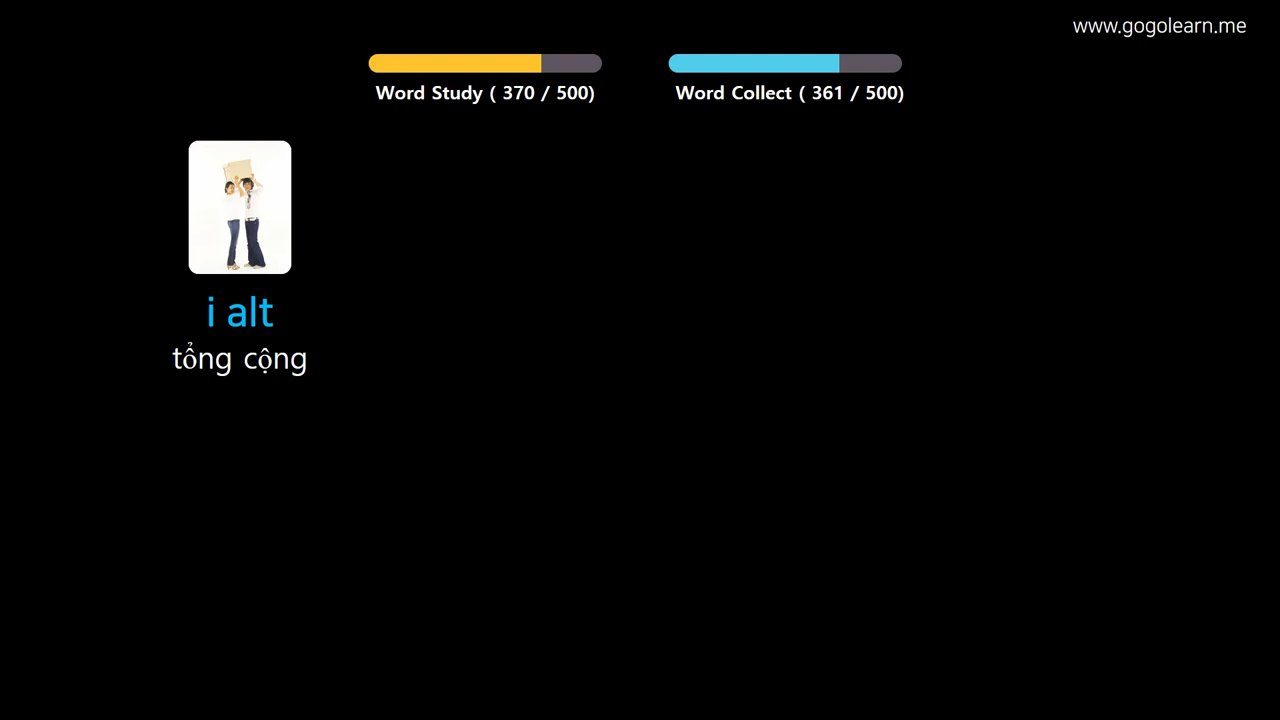 www.gogolearn.me
Word Study ( 370 / 500)
Word Collect ( 361 / 500)
i alt
tổng cộng